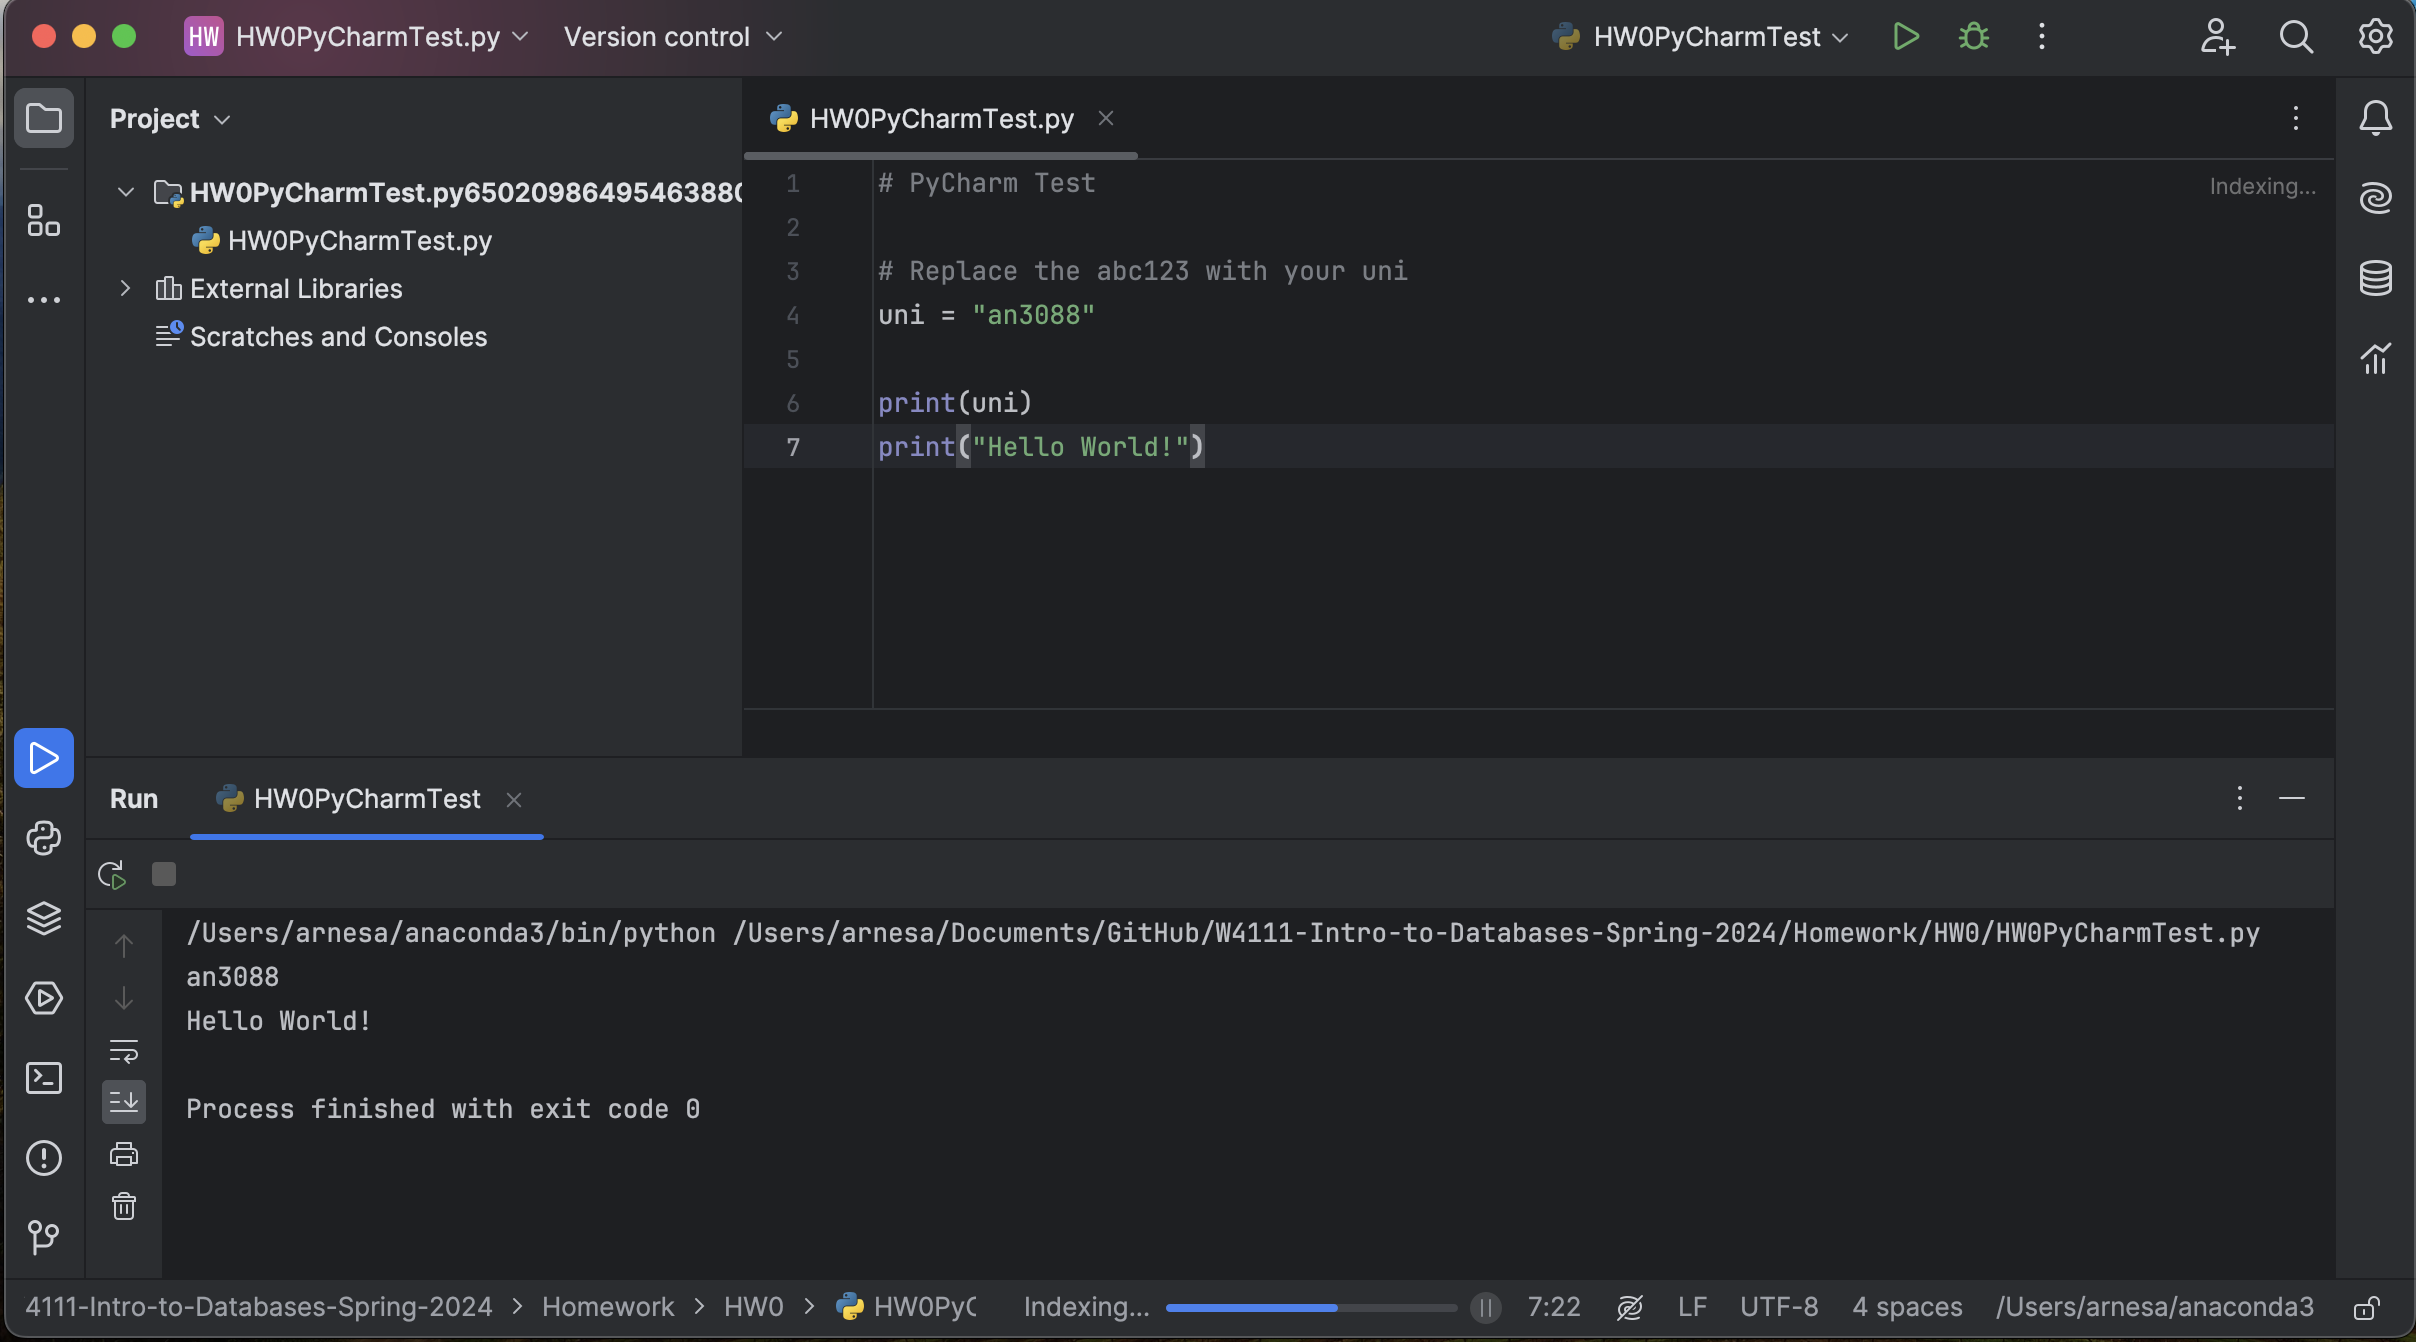 HW HW0PyCharmTest.py Version control HW0PyCharmTest
Project
HW0PyCharmTest.py65020986495463880
HW0PyCharmTest.py
External Libraries
Scratches and Consoles
HW0PyCharmTest.py
Indexing...
1 # PyCharm Test
2
3 # Replace the abc123 with your uni
4 uni = "an3088"
5
6 print(uni)
7 print("Hello World!")
Run HW0PyCharmTest
/Users/arnesa/anaconda3/bin/python /Users/arnesa/Documents/GitHub/W4111-Intro-to-Databases-Spring-2024/Homework/HW0/HW0PyCharmTest.py
an3088
Hello World!
Process finished with exit code 0
4111-Intro-to-Databases-Spring-2024 > Homework > HW0 > HW0PyC Indexing... 7:22 LF UTF-8 4 spaces /Users/arnesa/anaconda3